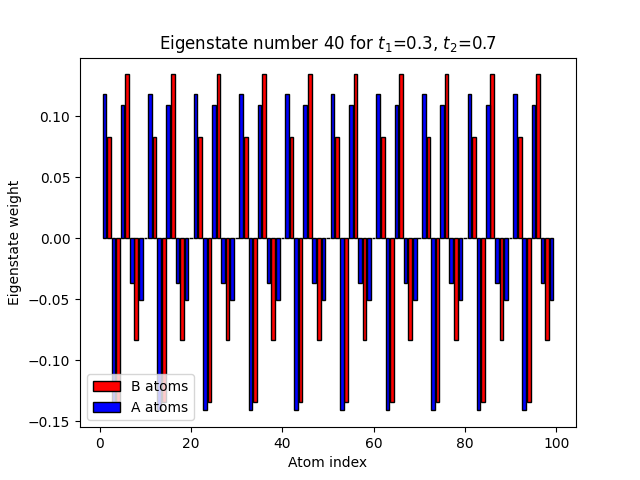 Eigenstate number 40 for t₁=0.3, t₂=0.7
Eigenstate weight
0.10
0.05
0.00
−0.05
−0.10
−0.15
B atoms
A atoms
0 20 40 60 80 100
Atom index